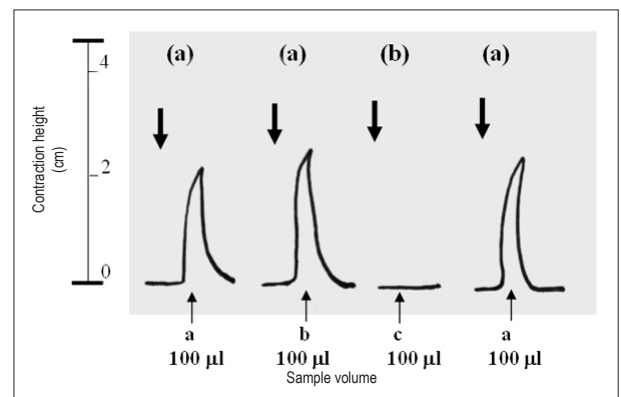 (a) (a) (b) (a)
4
2
0
Contraction height
(cm)
a b c a
100 µl 100 µl 100 µl 100 µl
Sample volume